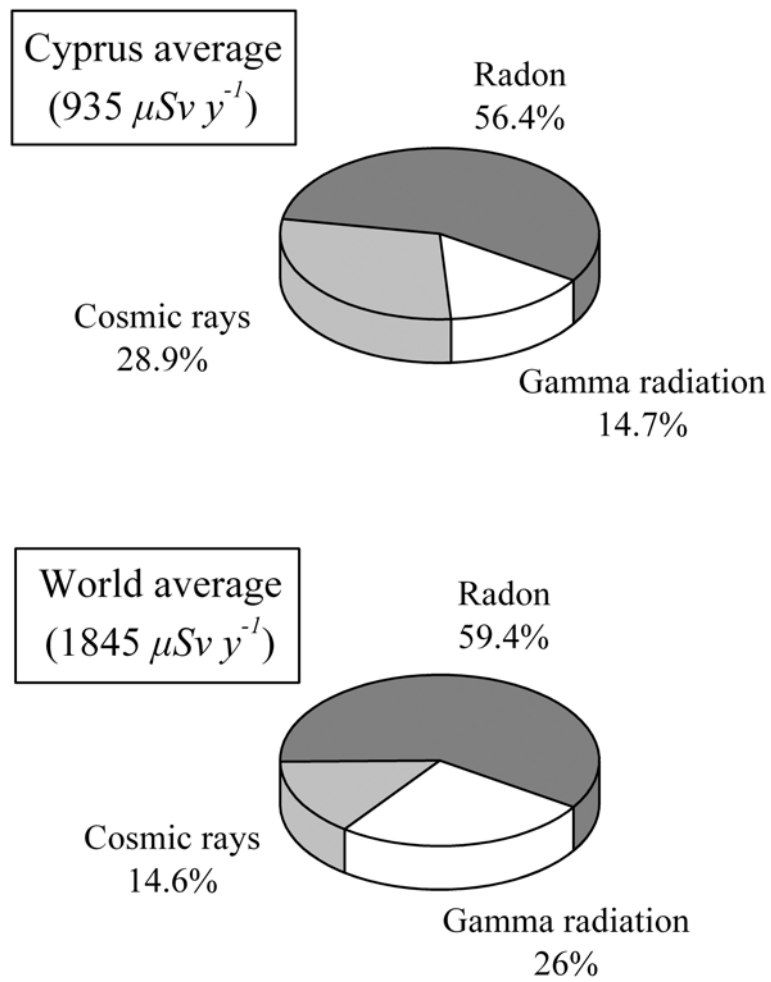 Cyprus average
(935 μSv y⁻¹)
Radon
56.4%
Cosmic rays
28.9%
Gamma radiation
14.7%
World average
(1845 μSv y⁻¹)
Radon
59.4%
Cosmic rays
14.6%
Gamma radiation
26%